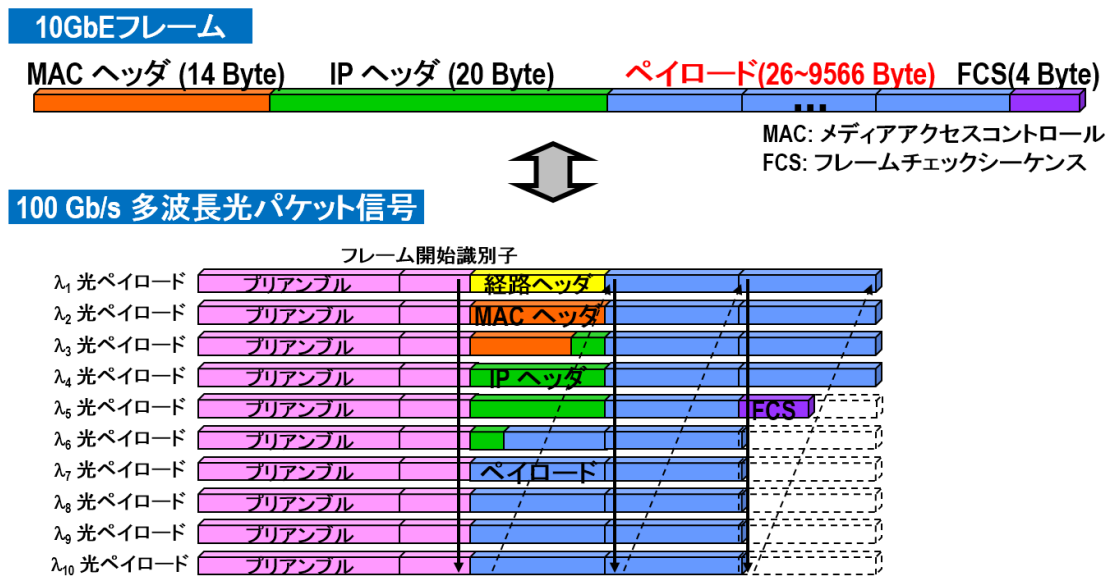 10GbEフレーム
MAC ヘッダ (14 Byte) IP ヘッダ (20 Byte) ペイロード(26~9566 Byte) FCS(4 Byte)
...
MAC: メディアアクセスコントロール
FCS: フレームチェックシーケンス
100 Gb/s 多波長光パケット信号
フレーム開始識別子
λ1 光ペイロード プリアンブル 経路ヘッダ
λ2 光ペイロード プリアンブル MAC ヘッダ
λ3 光ペイロード プリアンブル
λ4 光ペイロード プリアンブル IP ヘッダ
λ5 光ペイロード プリアンブル FCS
λ6 光ペイロード プリアンブル
λ7 光ペイロード プリアンブル ペイロード
λ8 光ペイロード プリアンブル
λ9 光ペイロード プリアンブル
λ10 光ペイロード プリアンブル